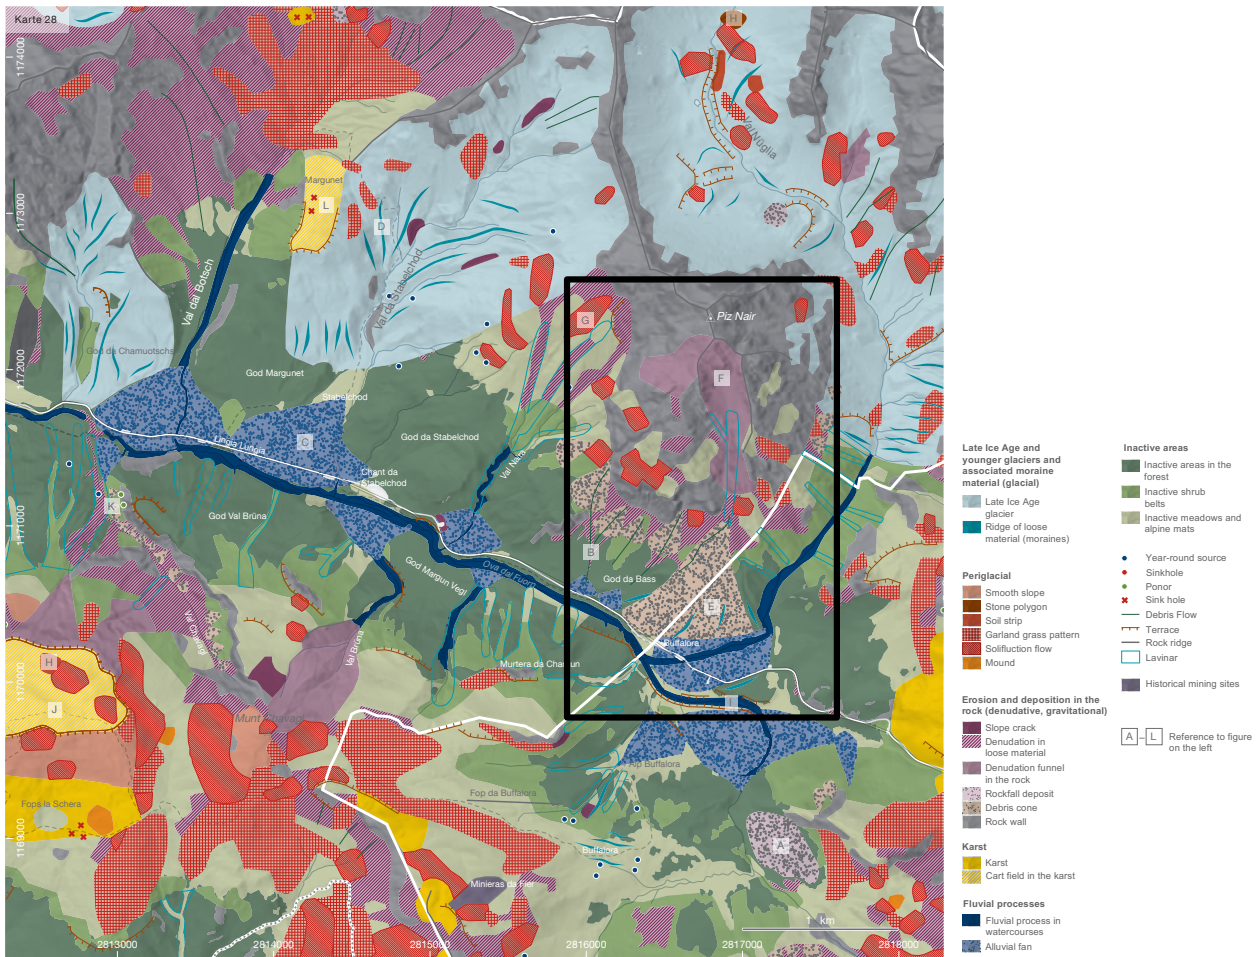 Karte 28
H
1174000
Val Nüglia
Margunet
L
1173000
D
Val dal Botsch
Val da Stabelchod
G
Piz Nair
God da Chamuotschs
1172000
God Margunet
F
Stabelchod
God da Stabelchod
C
Lingia Lungia
Val Nara
Chant da
Stabelchod
K
God Val Brüna
1171000
B
God Margun Vegl
Ova dal Fuorn
God da Bass
E
Val Chavagl
Val Brüna
Buffalora
H
Murtera da Chantun
1170000
J
I
Munt Chavagl
Alp Buffalora
Fop da Buffalora
Fops la Schera
1169000
Buffalora
A
Minieras da Fier
1 km
2813000
2814000
2815000
2816000
2817000
2818000
Late Ice Age and
younger glaciers and
associated moraine
material (glacial)
Late Ice Age
glacier
Ridge of loose
material (moraines)
Periglacial
Smooth slope
Stone polygon
Soil strip
Garland grass pattern
Solifluction flow
Mound
Erosion and deposition in the
rock (denudative, gravitational)
Slope crack
Denudation in
loose material
Denudation funnel
in the rock
Rockfall deposit
Debris cone
Rock wall
Karst
Karst
Cart field in the karst
Fluvial processes
Fluvial process in
watercourses
Alluvial fan
Inactive areas
Inactive areas in the
forest
Inactive shrub
belts
Inactive meadows and
alpine mats
Year-round source
Sinkhole
Ponor
Sink hole
Debris Flow
Terrace
Rock ridge
Lavinar
Historical mining sites
A – L Reference to figure
on the left